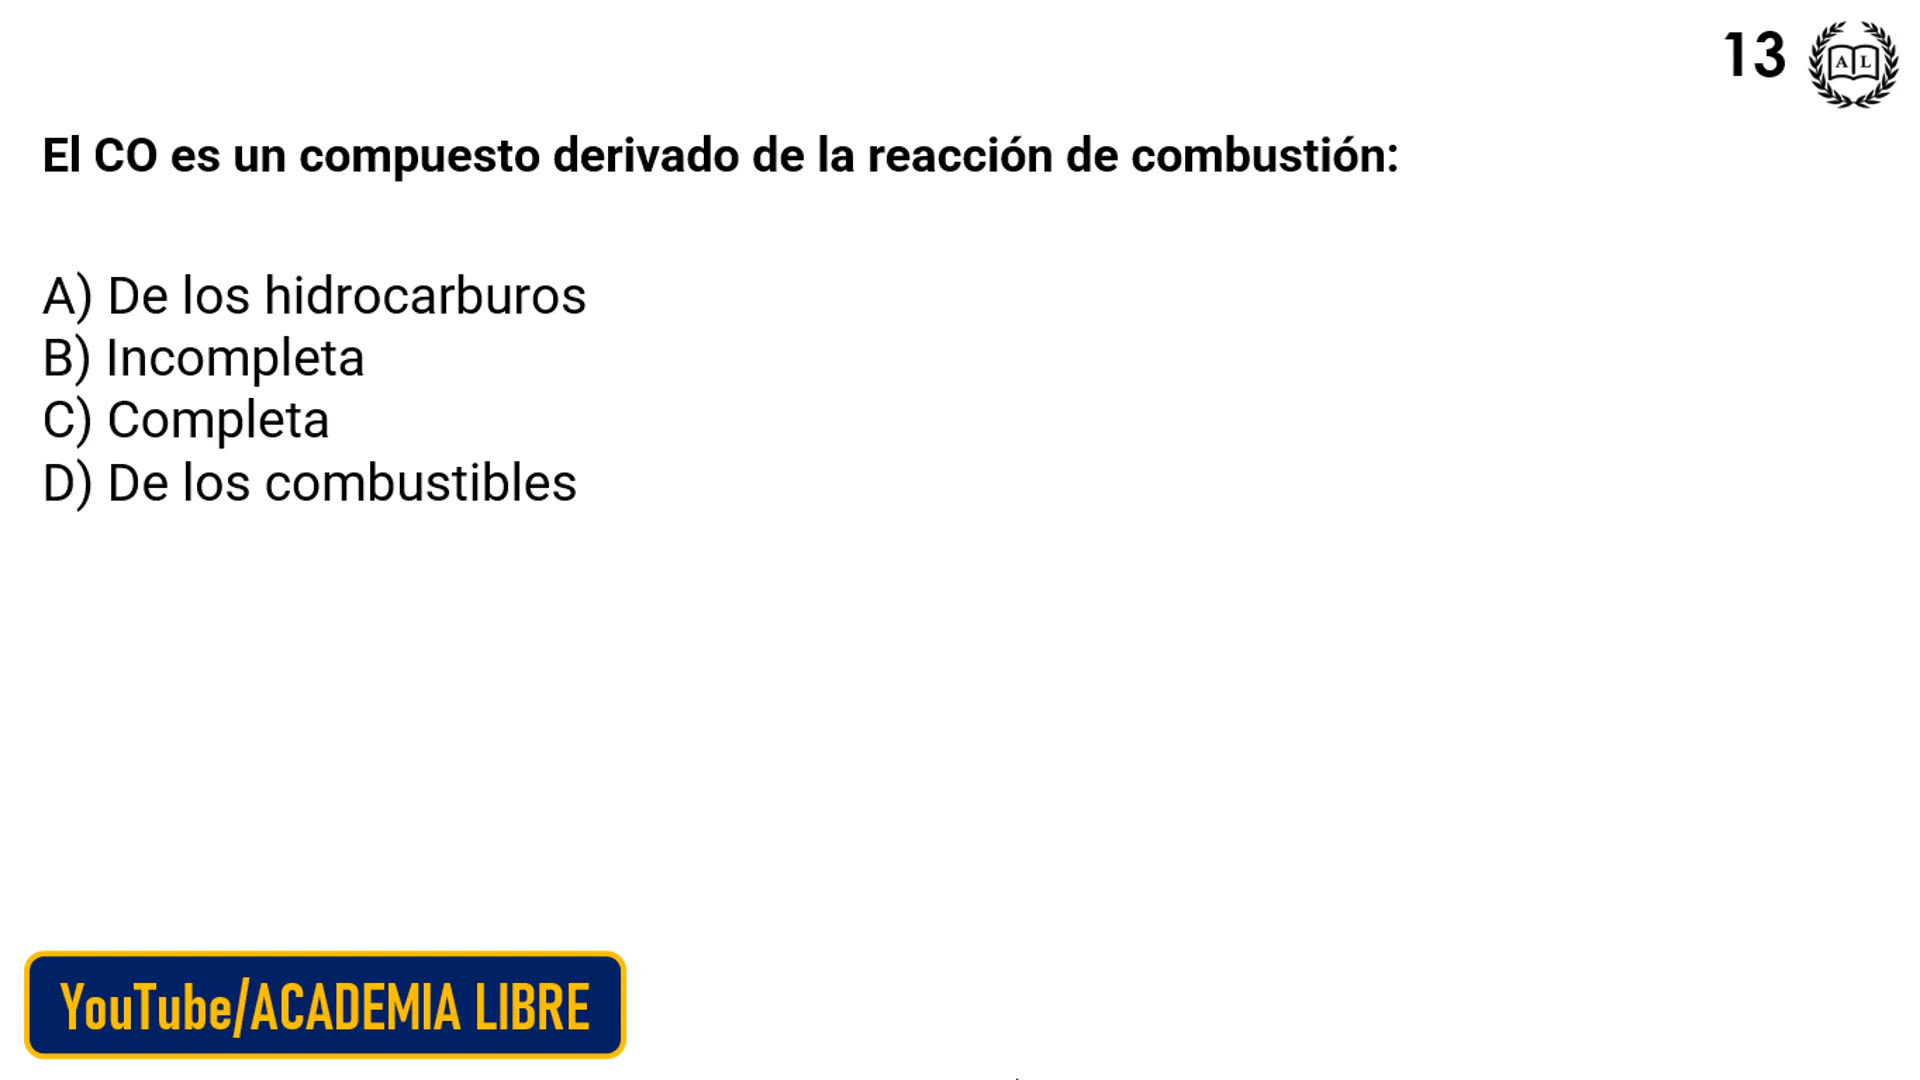 13
A L
El CO es un compuesto derivado de la reacción de combustión:
A) De los hidrocarburos
B) Incompleta
C) Completa
D) De los combustibles
YouTube/ACADEMIA LIBRE